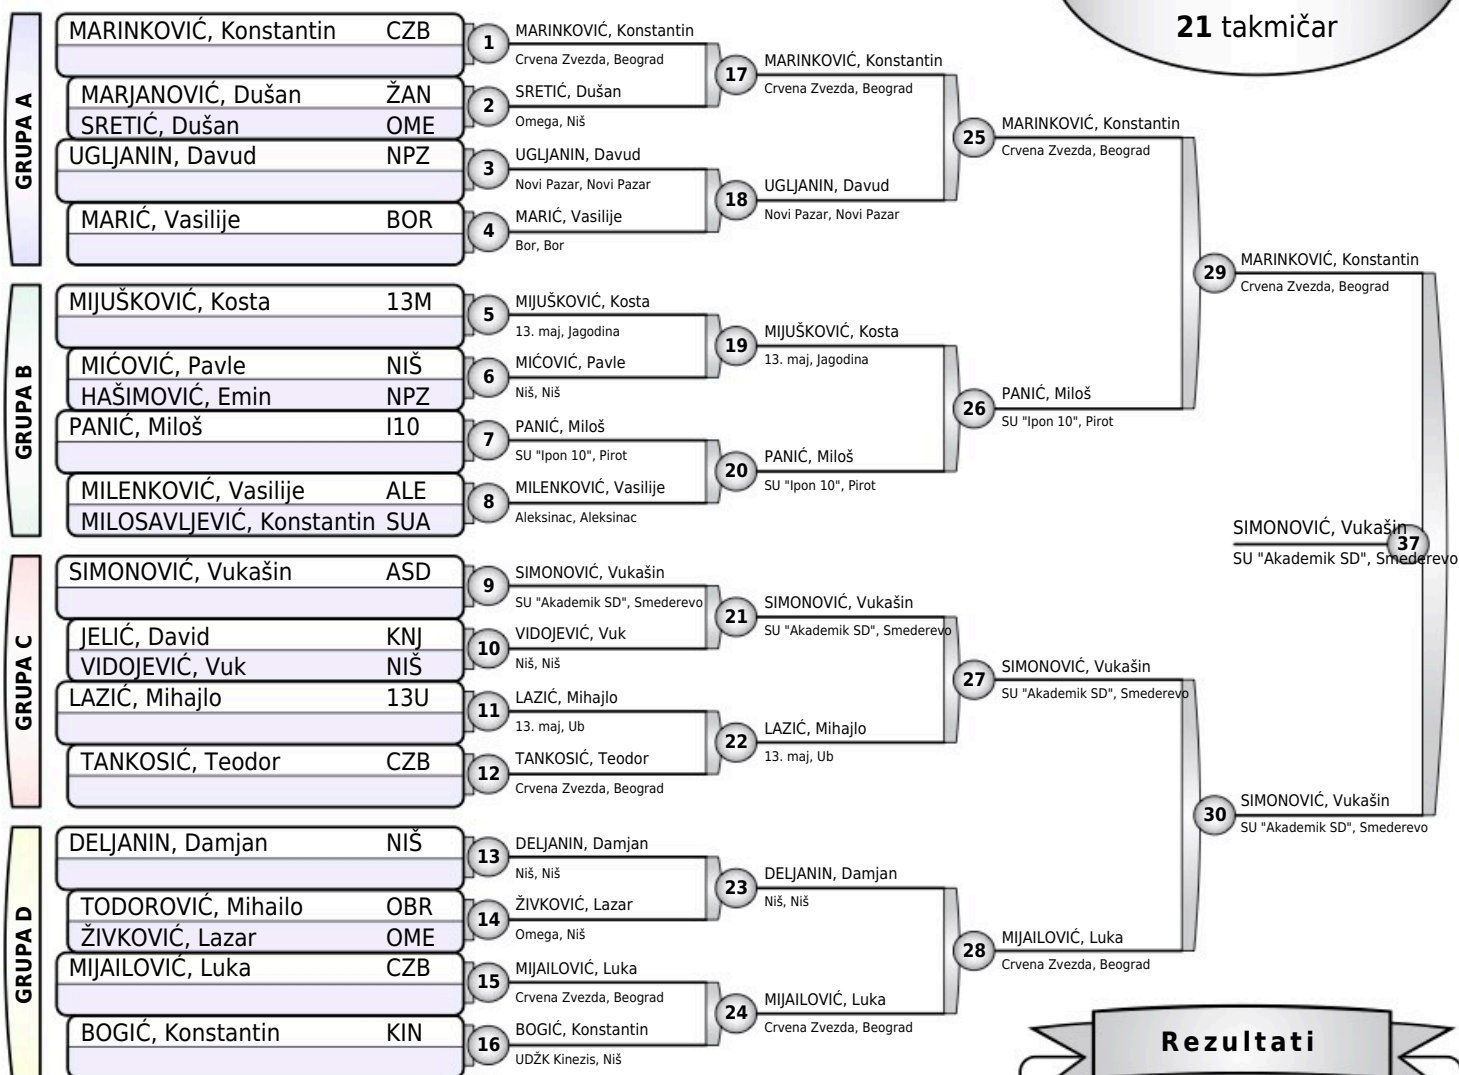 21 takmičar
GRUPA A
MARINKOVIĆ, Konstantin CZB
MARJANOVIĆ, Dušan ŽAN
SRETIĆ, Dušan OME
UGLJANIN, Davud NPZ
MARIĆ, Vasilije BOR
GRUPA B
MIJUŠKOVIĆ, Kosta 13M
MIĆOVIĆ, Pavle NIŠ
HAŠIMOVIĆ, Emin NPZ
PANIĆ, Miloš I10
MILENKOVIĆ, Vasilije ALE
MILOSAVLJEVIĆ, Konstantin SUA
GRUPA C
SIMONOVIĆ, Vukašin ASD
JELIĆ, David KNJ
VIDOJEVIĆ, Vuk NIŠ
LAZIĆ, Mihajlo 13U
TANKOSIĆ, Teodor CZB
GRUPA D
DELJANIN, Damjan NIŠ
TODOROVIĆ, Mihailo OBR
ŽIVKOVIĆ, Lazar OME
MIJAILOVIĆ, Luka CZB
BOGIĆ, Konstantin KIN
1 MARINKOVIĆ, Konstantin
Crvena Zvezda, Beograd
2 SRETIĆ, Dušan
Omega, Niš
3 UGLJANIN, Davud
Novi Pazar, Novi Pazar
4 MARIĆ, Vasilije
Bor, Bor
5 MIJUŠKOVIĆ, Kosta
13. maj, Jagodina
6 MIĆOVIĆ, Pavle
Niš, Niš
7 PANIĆ, Miloš
SU "Ipon 10", Pirot
8 MILENKOVIĆ, Vasilije
Aleksinac, Aleksinac
9 SIMONOVIĆ, Vukašin
SU "Akademik SD", Smederevo
10 VIDOJEVIĆ, Vuk
Niš, Niš
11 LAZIĆ, Mihajlo
13. maj, Ub
12 TANKOSIĆ, Teodor
Crvena Zvezda, Beograd
13 DELJANIN, Damjan
Niš, Niš
14 ŽIVKOVIĆ, Lazar
Omega, Niš
15 MIJAILOVIĆ, Luka
Crvena Zvezda, Beograd
16 BOGIĆ, Konstantin
UDŽK Kinezis, Niš
17 MARINKOVIĆ, Konstantin
Crvena Zvezda, Beograd
18 UGLJANIN, Davud
Novi Pazar, Novi Pazar
19 MIJUŠKOVIĆ, Kosta
13. maj, Jagodina
20 PANIĆ, Miloš
SU "Ipon 10", Pirot
21 SIMONOVIĆ, Vukašin
SU "Akademik SD", Smederevo
22 LAZIĆ, Mihajlo
13. maj, Ub
23 DELJANIN, Damjan
Niš, Niš
24 MIJAILOVIĆ, Luka
Crvena Zvezda, Beograd
25 MARINKOVIĆ, Konstantin
Crvena Zvezda, Beograd
26 PANIĆ, Miloš
SU "Ipon 10", Pirot
27 SIMONOVIĆ, Vukašin
SU "Akademik SD", Smederevo
28 MIJAILOVIĆ, Luka
Crvena Zvezda, Beograd
29 MARINKOVIĆ, Konstantin
Crvena Zvezda, Beograd
30 SIMONOVIĆ, Vukašin
SU "Akademik SD", Smederevo
SIMONOVIĆ, Vukašin 37
SU "Akademik SD", Smederevo
Rezultati